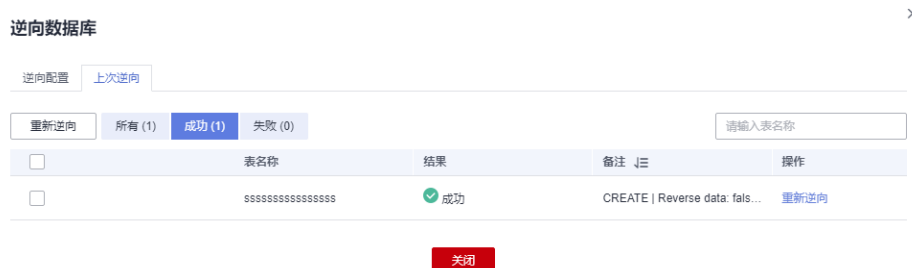 逆向数据库
逆向配置 上次逆向
重新逆向 所有 (1) 成功 (1) 失败 (0) 请输入表名称
表名称 结果 备注 操作
ssssssssssssssss 成功 CREATE | Reverse data: fals... 重新逆向
关闭